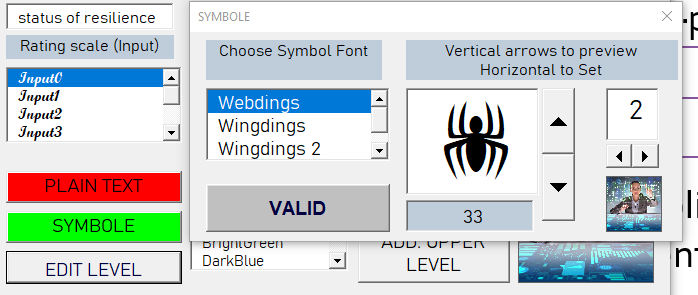 status of resilience
Rating scale (Input)
Input0
Input1
Input2
Input3
PLAIN TEXT
SYMBOLE
EDIT LEVEL
SYMBOLE
Choose Symbol Font
Webdings
Wingdings
Wingdings 2
VALID
Vertical arrows to preview
Horizontal to Set
33
2
BrightGreen
DarkBlue
ADD. UPPER
LEVEL